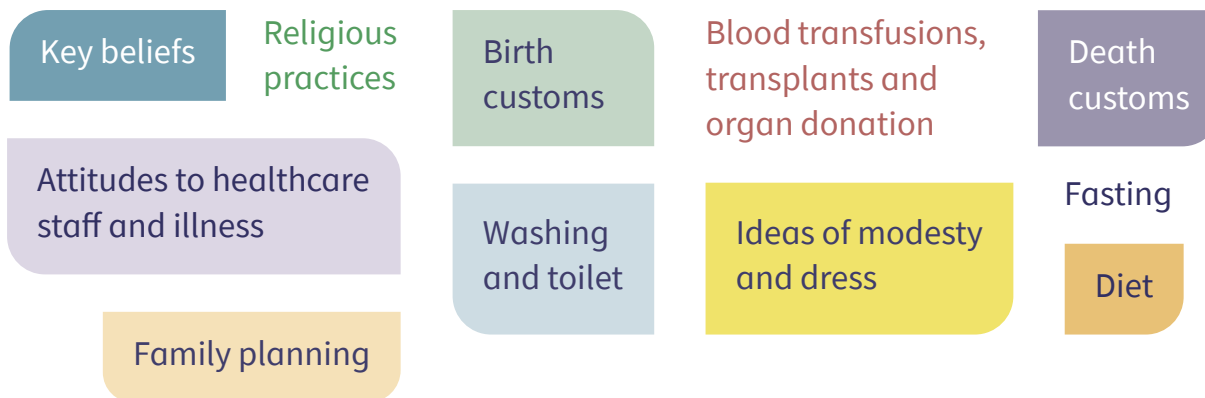 Key beliefs
Religious
practices
Birth
customs
Blood transfusions,
transplants and
organ donation
Death
customs
Attitudes to healthcare
staff and illness
Washing
and toilet
Ideas of modesty
and dress
Fasting
Diet
Family planning